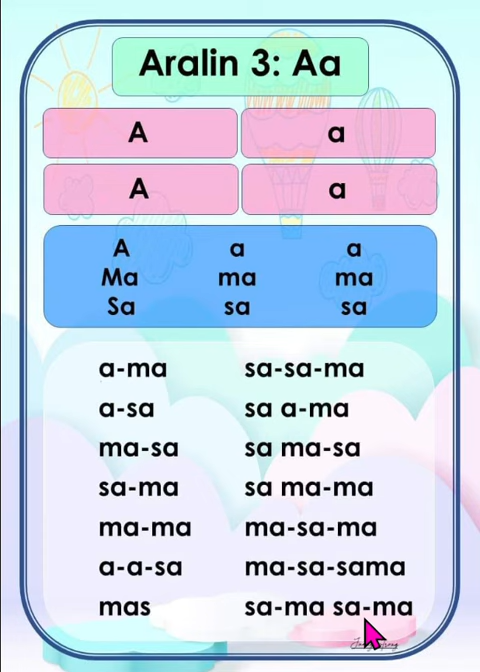 Aralin 3: Aa
A a
A a
A a a
Ma ma ma
Sa sa sa
a-ma sa-sa-ma
a-sa sa a-ma
ma-sa sa ma-sa
sa-ma sa ma-ma
ma-ma ma-sa-ma
a-a-sa ma-sa-sama
mas sa-ma sa-ma